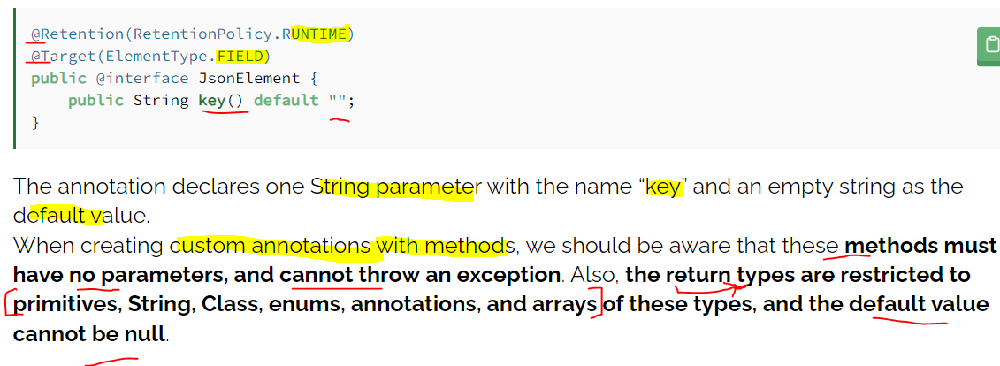 @Retention(RetentionPolicy.RUNTIME)
@Target(ElementType.FIELD)
public @interface JsonElement {
    public String key() default "";
}
The annotation declares one String parameter with the name “key” and an empty string as the
default value.
When creating custom annotations with methods, we should be aware that these methods must
have no parameters, and cannot throw an exception. Also, the return types are restricted to
primitives, String, Class, enums, annotations, and arrays of these types, and the default value
cannot be null.